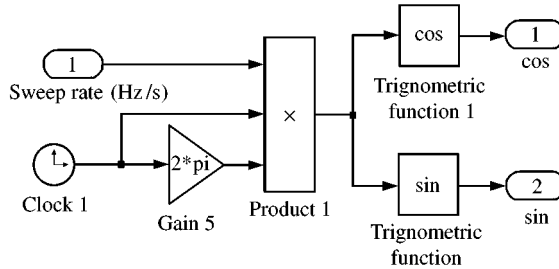 1
Sweep rate (Hz/s)
Clock 1
2*pi
Gain 5
×
Product 1
cos
Trignometric
function 1
1
cos
sin
Trignometric
function
2
sin